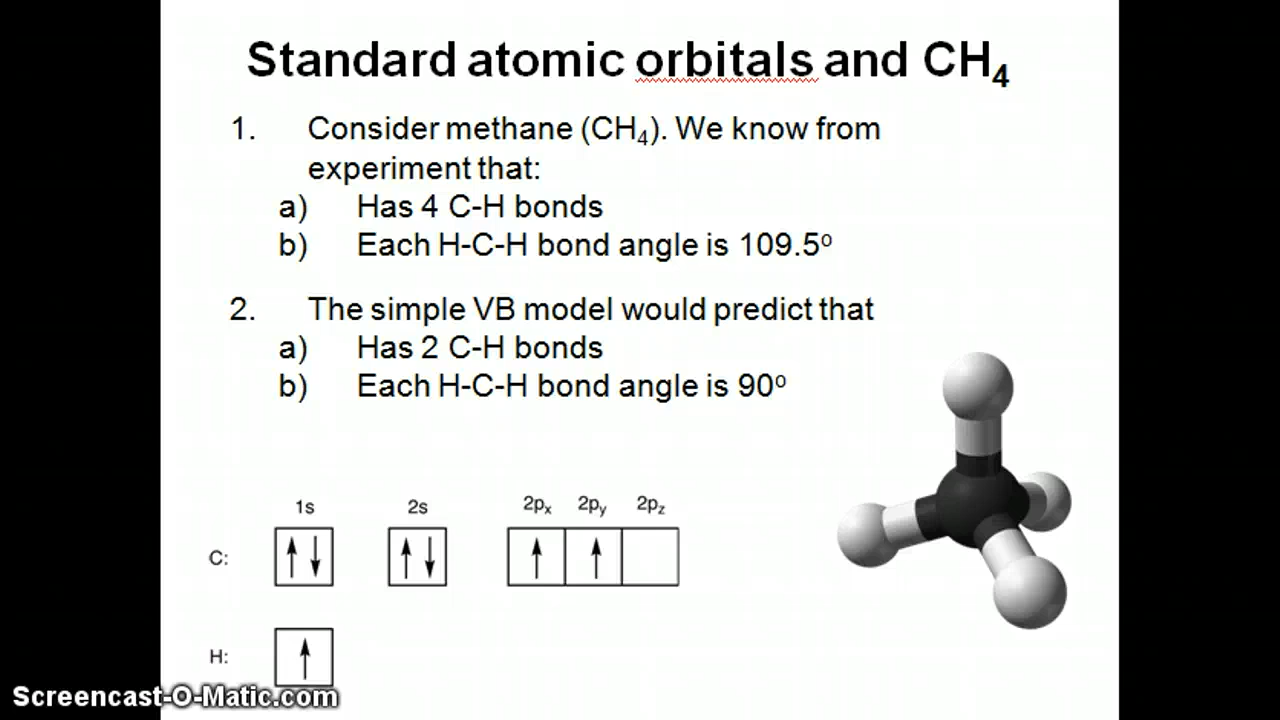 Standard atomic orbitals and CH₄
1. Consider methane (CH₄). We know from
experiment that:
a) Has 4 C-H bonds
b) Each H-C-H bond angle is 109.5º
2. The simple VB model would predict that
a) Has 2 C-H bonds
b) Each H-C-H bond angle is 90º
1s 2s 2pₓ 2pᵧ 2p_z
C:
H:
Screencast-O-Matic.com